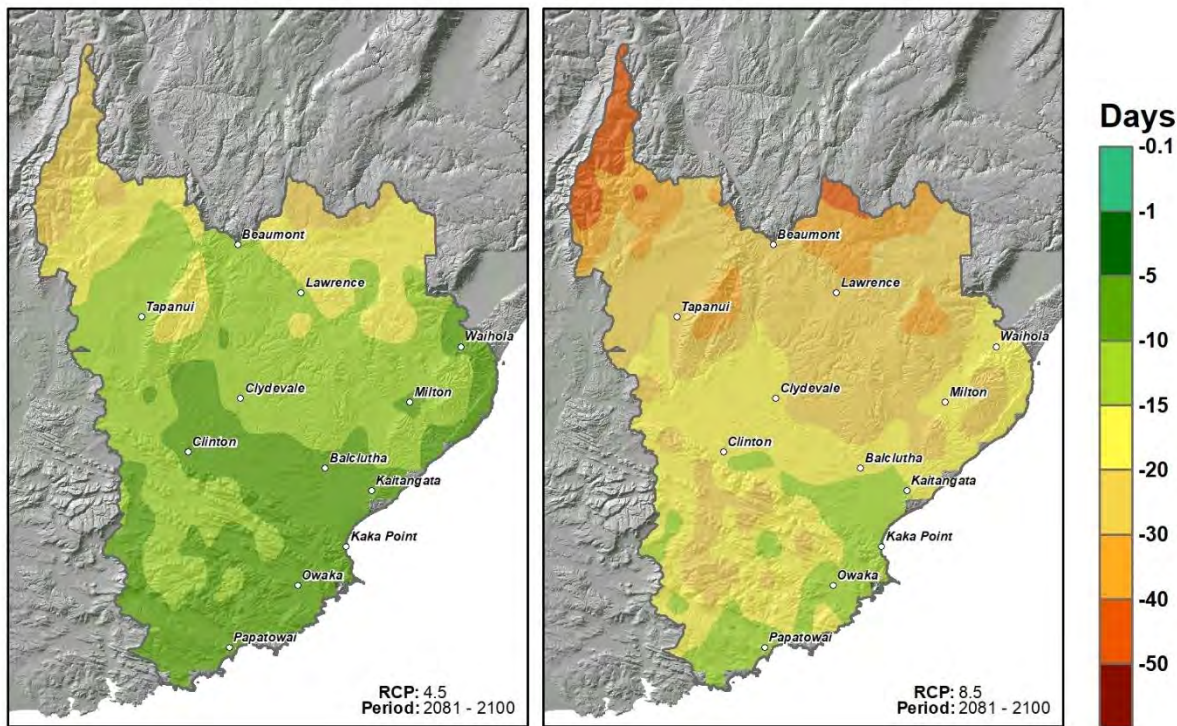 Beaumont
Lawrence
Tapanui
Waihola
Clydevale
Milton
Clinton
Balclutha
Kaitangata
Kaka Point
Owaka
Papatowai
RCP: 4.5
Period: 2081 - 2100
Beaumont
Lawrence
Tapanui
Waihola
Clydevale
Milton
Clinton
Balclutha
Kaitangata
Kaka Point
Owaka
Papatowai
RCP: 8.5
Period: 2081 - 2100
Days
-0.1
-1
-5
-10
-15
-20
-30
-40
-50